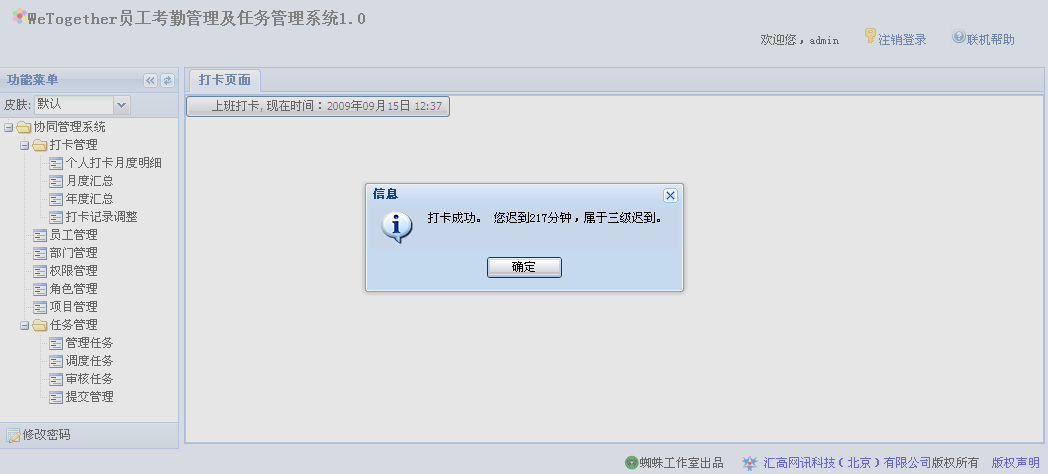 WeTogether员工考勤管理及任务管理系统1.0
欢迎您，admin 注销登录 联机帮助
功能菜单
皮肤: 默认
协同管理系统
打卡管理
个人打卡月度明细
月度汇总
年度汇总
打卡记录调整
员工管理
部门管理
权限管理
角色管理
项目管理
任务管理
管理任务
调度任务
审核任务
提交管理
修改密码
打卡页面
上班打卡, 现在时间：2009年09月15日 12:37
信息
打卡成功。 您迟到217分钟，属于三级迟到。
确定
蜘蛛工作室出品 汇高网讯科技（北京）有限公司版权所有 版权声明